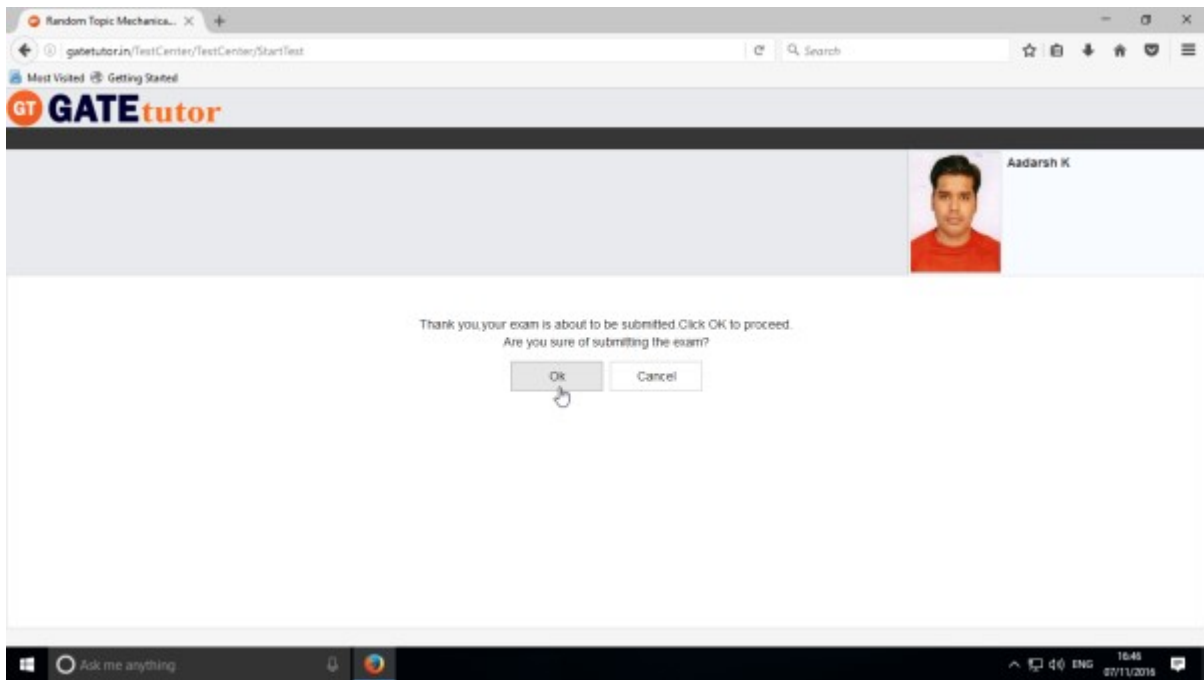 Random Topic Mechanica...
gatetutor.in/TestCenter/TestCenter/StartTest
Search
Most Visited Getting Started
GT GATEtutor
Aadarsh K
Thank you,your exam is about to be submitted.Click OK to proceed.
Are you sure of submitting the exam?
Ok Cancel
Ask me anything
ENG
16:46
07/11/2016